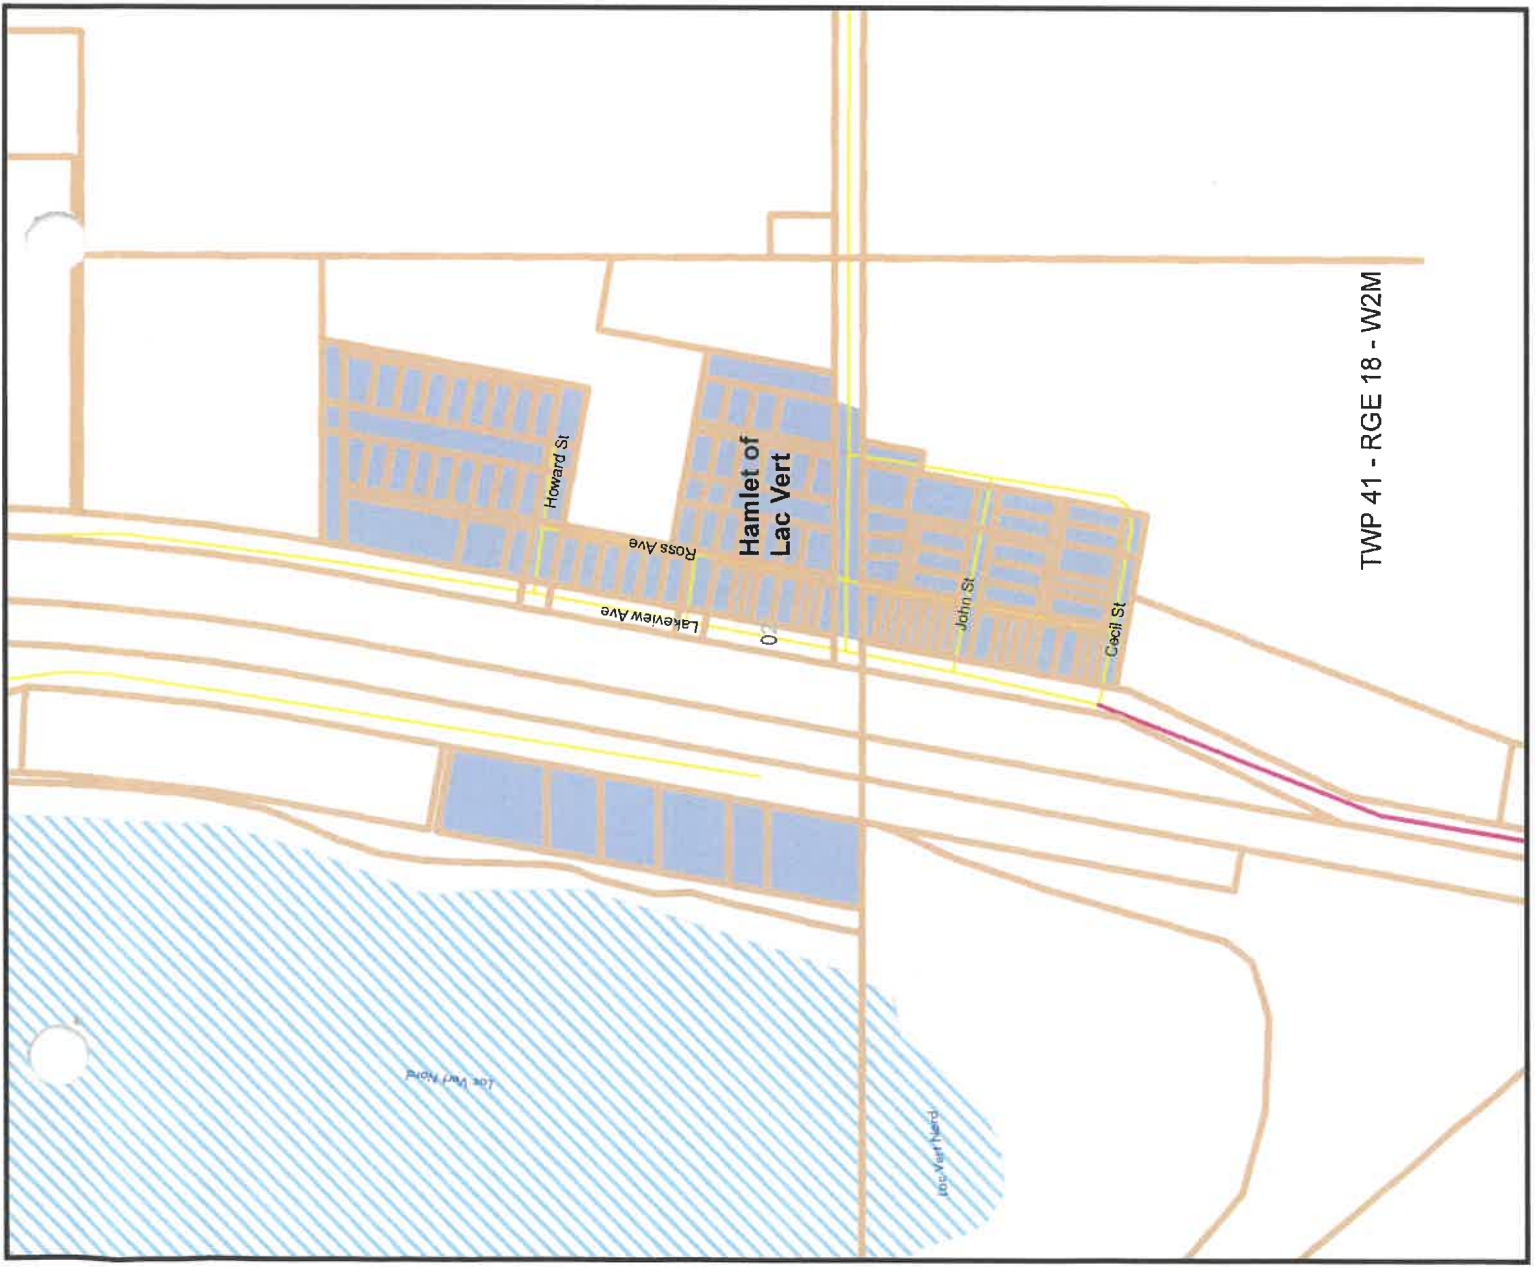 Howard St
Ross Ave
Lakeview Ave
Hamlet of
Lac Vert
02
John St
Cecil St
TWP 41 - RGE 18 - W2M
Lac Vert Nord
Lac Vert Nord